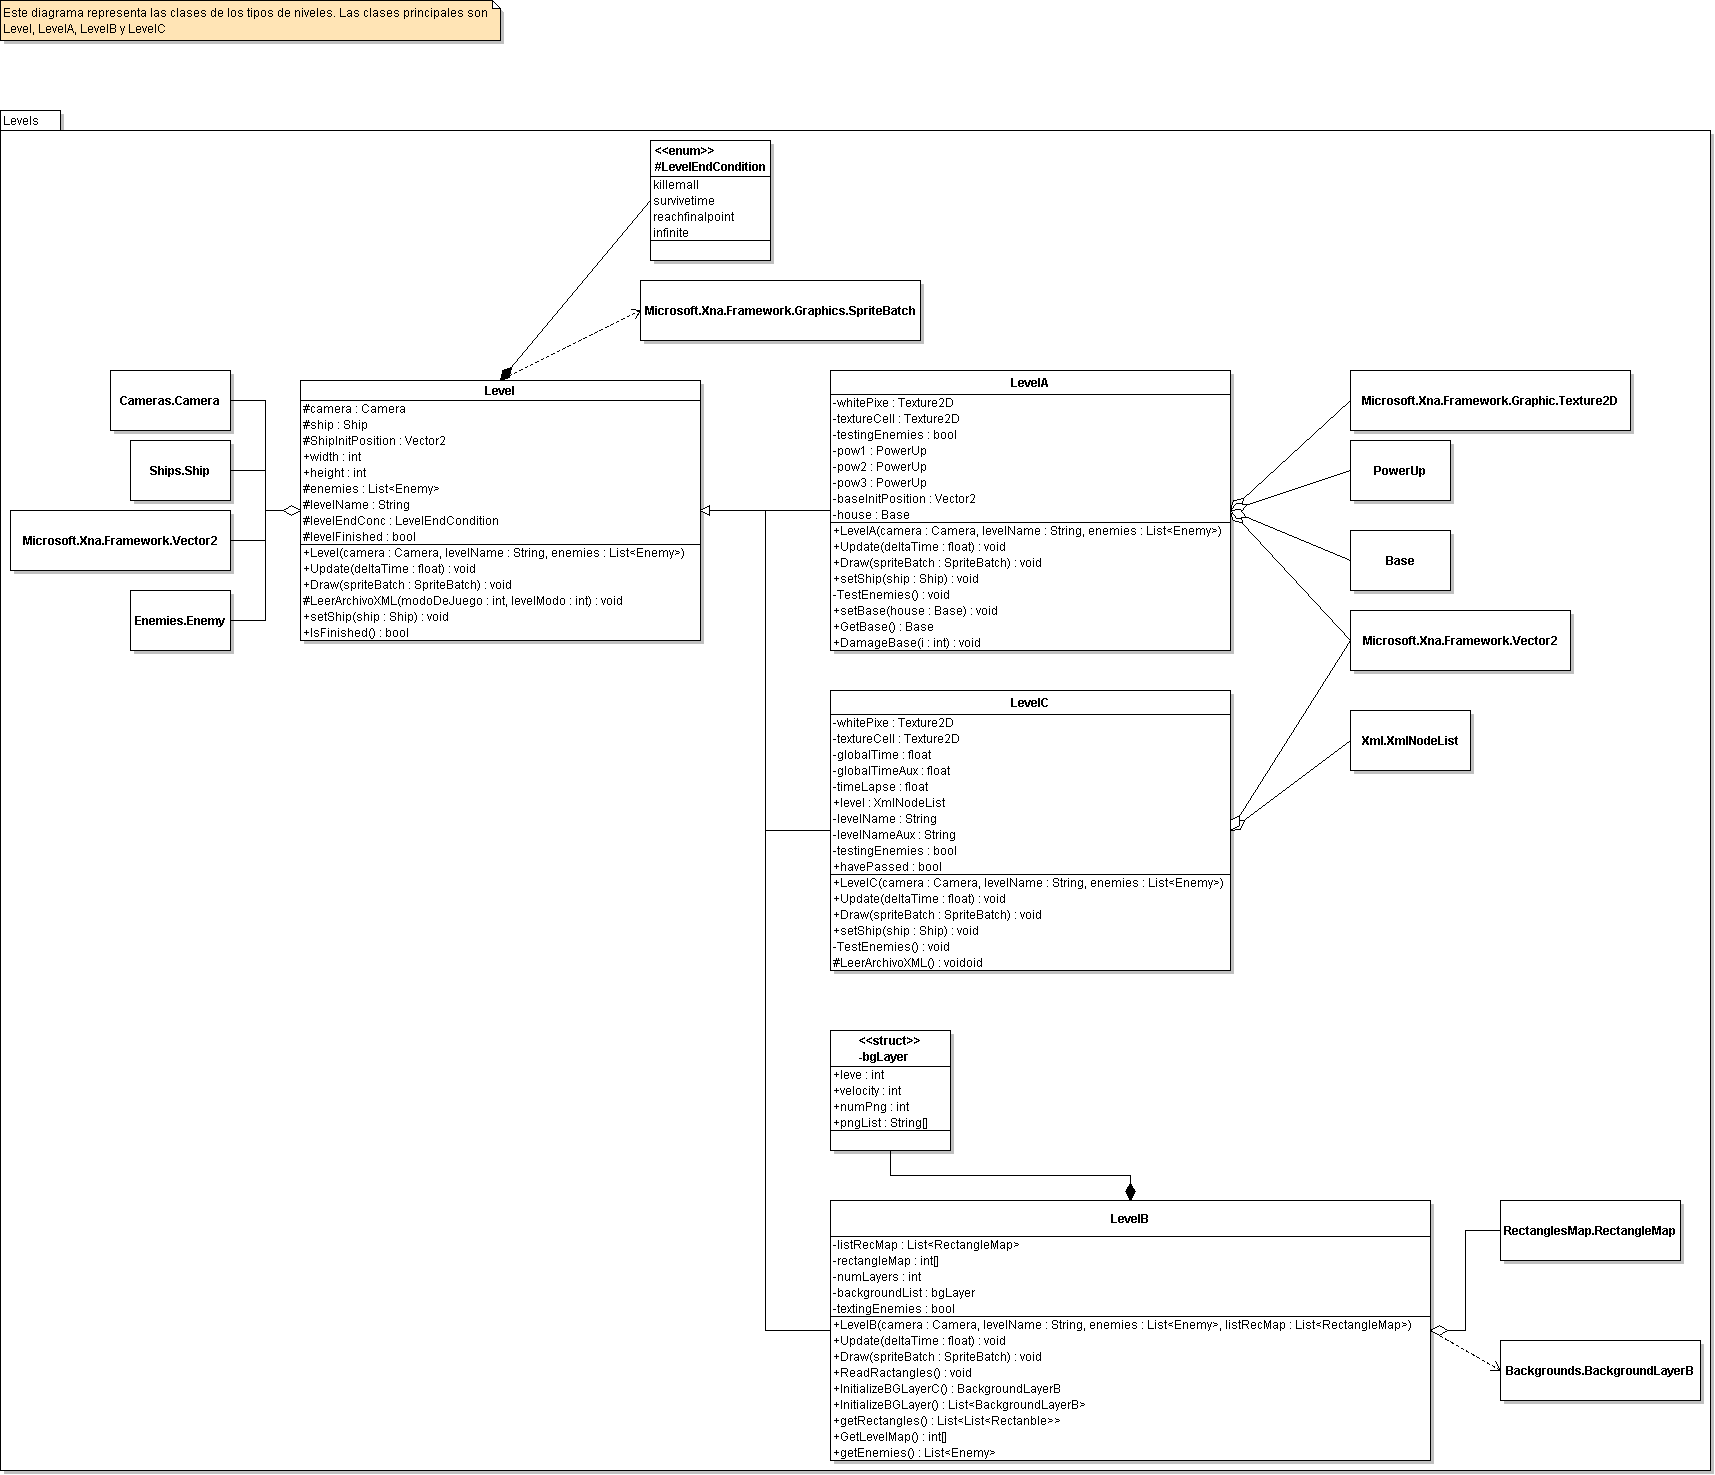 Este diagrama representa las clases de los tipos de niveles. Las clases principales son
Level, LevelA, LevelB y LevelC
Levels
<<enum>>
#LevelEndCondition
killemall
survivetime
reachfinalpoint
infinite
Microsoft.Xna.Framework.Graphics.SpriteBatch
Cameras.Camera
Ships.Ship
Microsoft.Xna.Framework.Vector2
Enemies.Enemy
Level
#camera : Camera
#ship : Ship
#ShipInitPosition : Vector2
+width : int
+height : int
#enemies : List<Enemy>
#levelName : String
#levelEndConc : LevelEndCondition
#levelFinished : bool
+Level(camera : Camera, levelName : String, enemies : List<Enemy>)
+Update(deltaTime : float) : void
+Draw(spriteBatch : SpriteBatch) : void
#LeerArchivoXML(modoDeJuego : int, levelModo : int) : void
+setShip(ship : Ship) : void
+IsFinished() : bool
LevelA
-whitePixe : Texture2D
-textureCell : Texture2D
-testingEnemies : bool
-pow1 : PowerUp
-pow2 : PowerUp
-pow3 : PowerUp
-baseInitPosition : Vector2
-house : Base
+LevelA(camera : Camera, levelName : String, enemies : List<Enemy>)
+Update(deltaTime : float) : void
+Draw(spriteBatch : SpriteBatch) : void
+setShip(ship : Ship) : void
-TestEnemies() : void
+setBase(house : Base) : void
+GetBase() : Base
+DamageBase(i : int) : void
Microsoft.Xna.Framework.Graphic.Texture2D
PowerUp
Base
Microsoft.Xna.Framework.Vector2
Xml.XmlNodeList
LevelC
-whitePixe : Texture2D
-textureCell : Texture2D
-globalTime : float
-globalTimeAux : float
-timeLapse : float
+level : XmlNodeList
-levelName : String
-levelNameAux : String
-testingEnemies : bool
+havePassed : bool
+LevelC(camera : Camera, levelName : String, enemies : List<Enemy>)
+Update(deltaTime : float) : void
+Draw(spriteBatch : SpriteBatch) : void
+setShip(ship : Ship) : void
-TestEnemies() : void
#LeerArchivoXML() : voidoid
<<struct>>
-bgLayer
+leve : int
+velocity : int
+numPng : int
+pngList : String[]
LevelB
-listRecMap : List<RectangleMap>
-rectangleMap : int[]
-numLayers : int
-backgroundList : bgLayer
-textingEnemies : bool
+LevelB(camera : Camera, levelName : String, enemies : List<Enemy>, listRecMap : List<RectangleMap>)
+Update(deltaTime : float) : void
+Draw(spriteBatch : SpriteBatch) : void
+ReadRactangles() : void
+InitializeBGLayerC() : BackgroundLayerB
+InitializeBGLayer() : List<BackgroundLayerB>
+getRectangles() : List<List<Rectanble>>
+GetLevelMap() : int[]
+getEnemies() : List<Enemy>
RectanglesMap.RectangleMap
Backgrounds.BackgroundLayerB